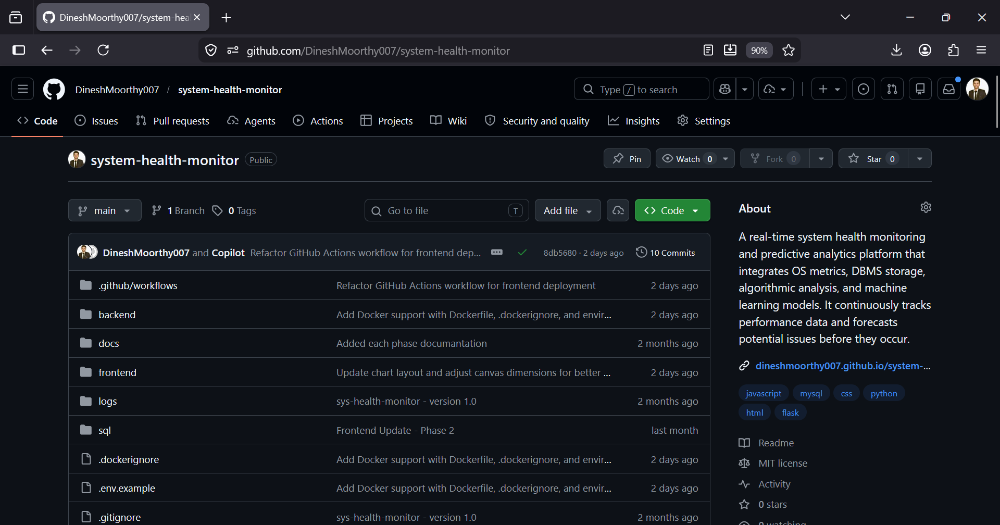 DineshMoorthy007/system-hea
github.com/DineshMoorthy007/system-health-monitor
90%
DineshMoorthy007 / system-health-monitor
Type / to search
Code
Issues
Pull requests
Agents
Actions
Projects
Wiki
Security and quality
Insights
Settings
system-health-monitor Public
Pin
Watch 0
Fork 0
Star 0
main
1 Branch
0 Tags
Go to file T
Add file
Code
DineshMoorthy007 and Copilot Refactor GitHub Actions workflow for frontend dep... 8db5680 · 2 days ago 10 Commits
.github/workflows Refactor GitHub Actions workflow for frontend deployment 2 days ago
backend Add Docker support with Dockerfile, .dockerignore, and envir... 2 days ago
docs Added each phase documantation 2 months ago
frontend Update chart layout and adjust canvas dimensions for better ... 2 days ago
logs sys-health-monitor - version 1.0 2 months ago
sql Frontend Update - Phase 2 last month
.dockerignore Add Docker support with Dockerfile, .dockerignore, and envir... 2 days ago
.env.example Add Docker support with Dockerfile, .dockerignore, and envir... 2 days ago
.gitignore sys-health-monitor - version 1.0 2 months ago
About
A real-time system health monitoring
and predictive analytics platform that
integrates OS metrics, DBMS storage,
algorithmic analysis, and machine
learning models. It continuously tracks
performance data and forecasts
potential issues before they occur.
dineshmoorthy007.github.io/system-...
javascript mysql css python
html flask
Readme
MIT license
Activity
0 stars
0 watching